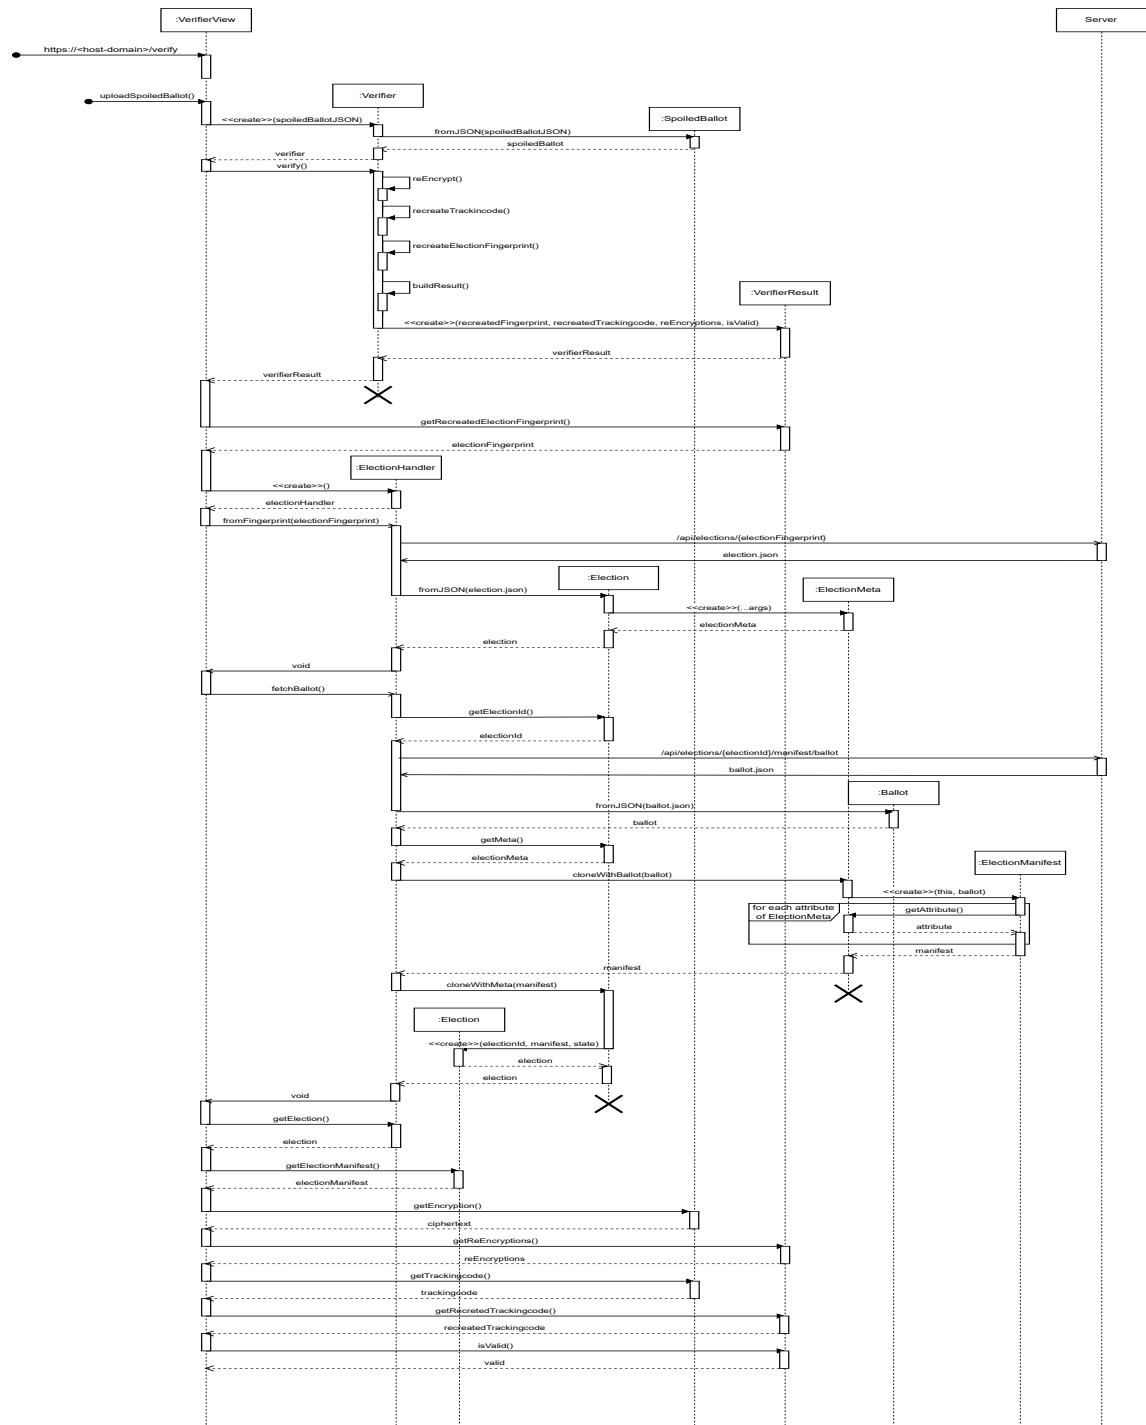 :VerifierView
Server
https://<host-domain>/verify
:Verifier
uploadSpoiledBallot()
:SpoiledBallot
<<create>>(spoiledBallotJSON)
fromJSON(spoiledBallotJSON)
spoiledBallot
verifier
verify()
reEncrypt()
recreateTrackincode()
recreateElectionFingerprint()
buildResult()
:VerifierResult
<<create>>(recreatedFingerprint, recreatedTrackingcode, reEncryptions, isValid)
verifierResult
verifierResult
getRecreatedElectionFingerprint()
electionFingerprint
:ElectionHandler
<<create>>()
electionHandler
fromFingerprint(electionFingerprint)
/api/elections/{electionFingerprint}
election.json
:Election
:ElectionMeta
fromJSON(election.json)
<<create>>(...args)
electionMeta
election
void
fetchBallot()
getElectionId()
electionId
/api/elections/{electionId}/manifest/ballot
ballot.json
:Ballot
fromJSON(ballot.json)
ballot
getMeta()
electionMeta
:ElectionManifest
cloneWithBallot(ballot)
<<create>>(this, ballot)
for each attribute
of ElectionMeta
getAttribute()
attribute
manifest
manifest
cloneWithMeta(manifest)
:Election
<<create>>(electionId, manifest, state)
election
election
void
getElection()
election
getElectionManifest()
electionManifest
getEncryption()
ciphertext
getReEncryptions()
reEncryptions
getTrackingcode()
trackingcode
getRecretedTrackingcode()
recreatedTrackingcode
isValid()
valid